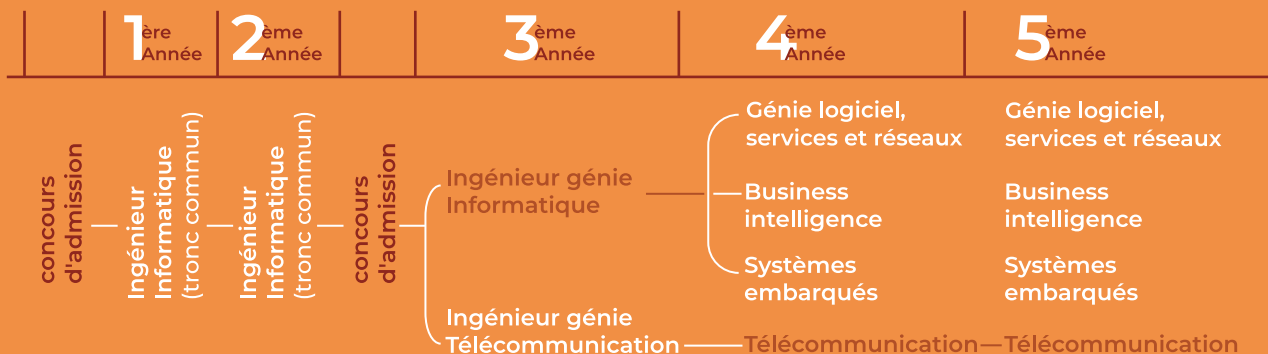 1ère Année
2ème Année
3ème Année
4ème Année
5ème Année
concours
d'admission
Ingénieur
Informatique
(tronc commun)
Ingénieur
Informatique
(tronc commun)
concours
d'admission
Ingénieur génie
Informatique
Génie logiciel,
services et réseaux
Génie logiciel,
services et réseaux
Business
intelligence
Business
intelligence
Systèmes
embarqués
Systèmes
embarqués
Ingénieur génie
Télécommunication
Télécommunication
Télécommunication